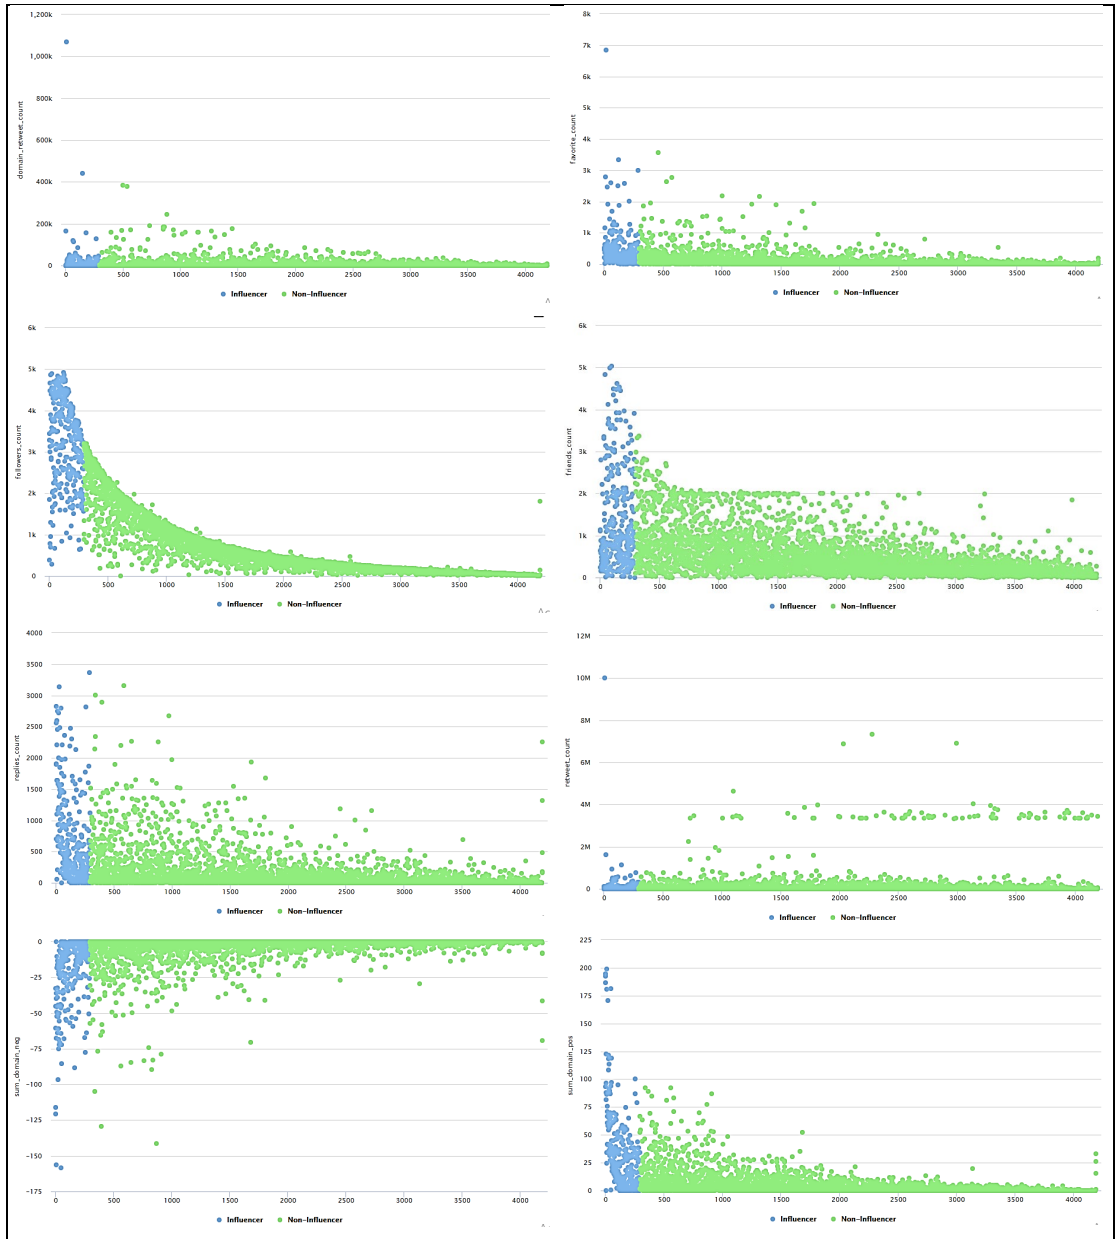 1,200k
1,000k
800k
600k
400k
200k
0
domain_retweet_count
0 500 1000 1500 2000 2500 3000 3500 4000
Influencer Non-Influencer
8k
7k
6k
5k
4k
3k
2k
1k
0
favorite_count
0 500 1000 1500 2000 2500 3000 3500 4000
Influencer Non-Influencer
6k
5k
4k
3k
2k
1k
0
followers_count
0 500 1000 1500 2000 2500 3000 3500 4000
Influencer Non-Influencer
6k
5k
4k
3k
2k
1k
0
friends_count
0 500 1000 1500 2000 2500 3000 3500 4000
Influencer Non-Influencer
4000
3500
3000
2500
2000
1500
1000
500
0
replies_count
0 500 1000 1500 2000 2500 3000 3500 4000
Influencer Non-Influencer
12M
10M
8M
6M
4M
2M
0
retweet_count
0 500 1000 1500 2000 2500 3000 3500 4000
Influencer Non-Influencer
0
-25
-50
-75
-100
-125
-150
-175
sum_domain_neg
0 500 1000 1500 2000 2500 3000 3500 4000
Influencer Non-Influencer
225
200
175
150
125
100
75
50
25
0
sum_domain_pos
0 500 1000 1500 2000 2500 3000 3500 4000
Influencer Non-Influencer